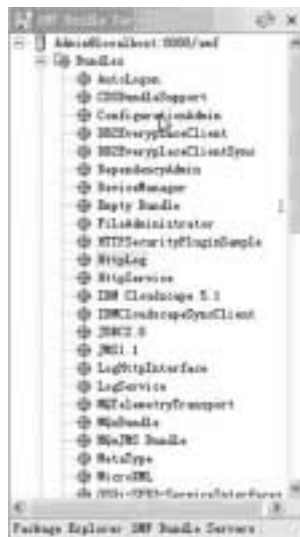 SMF Bundle Ser
Admin@localhost:8080/smf
Bundles
AutoLogon
CDSBundleSupport
ConfigurationAdmin
DB2EveryplaceClient
DB2EveryplaceClientSync
DependencyAdmin
DeviceManager
Empty Bundle
FileAdministrator
HTTPSecurityPluginSample
HttpLog
HttpService
IBM Cloudscape 5.1
IBMCloudscapeSyncClient
JDBC2.0
JMS1.1
LogHttpInterface
LogService
MQTelemetryTransport
MQeBundle
MQeJMS Bundle
MetaType
MicroXML
Package Explorer SMF Bundle Servers